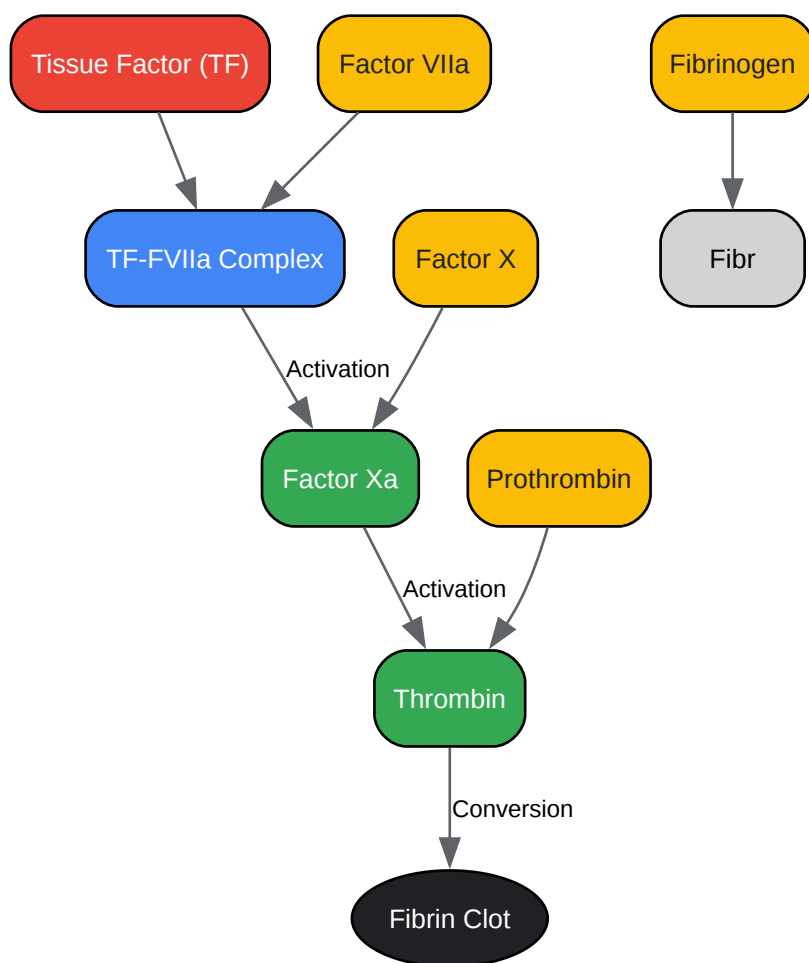 Tissue Factor (TF)
Factor VIIa
Fibrinogen
TF-FVIIa Complex
Factor X
Fibr
Activation
Factor Xa
Prothrombin
Activation
Thrombin
Conversion
Fibrin Clot